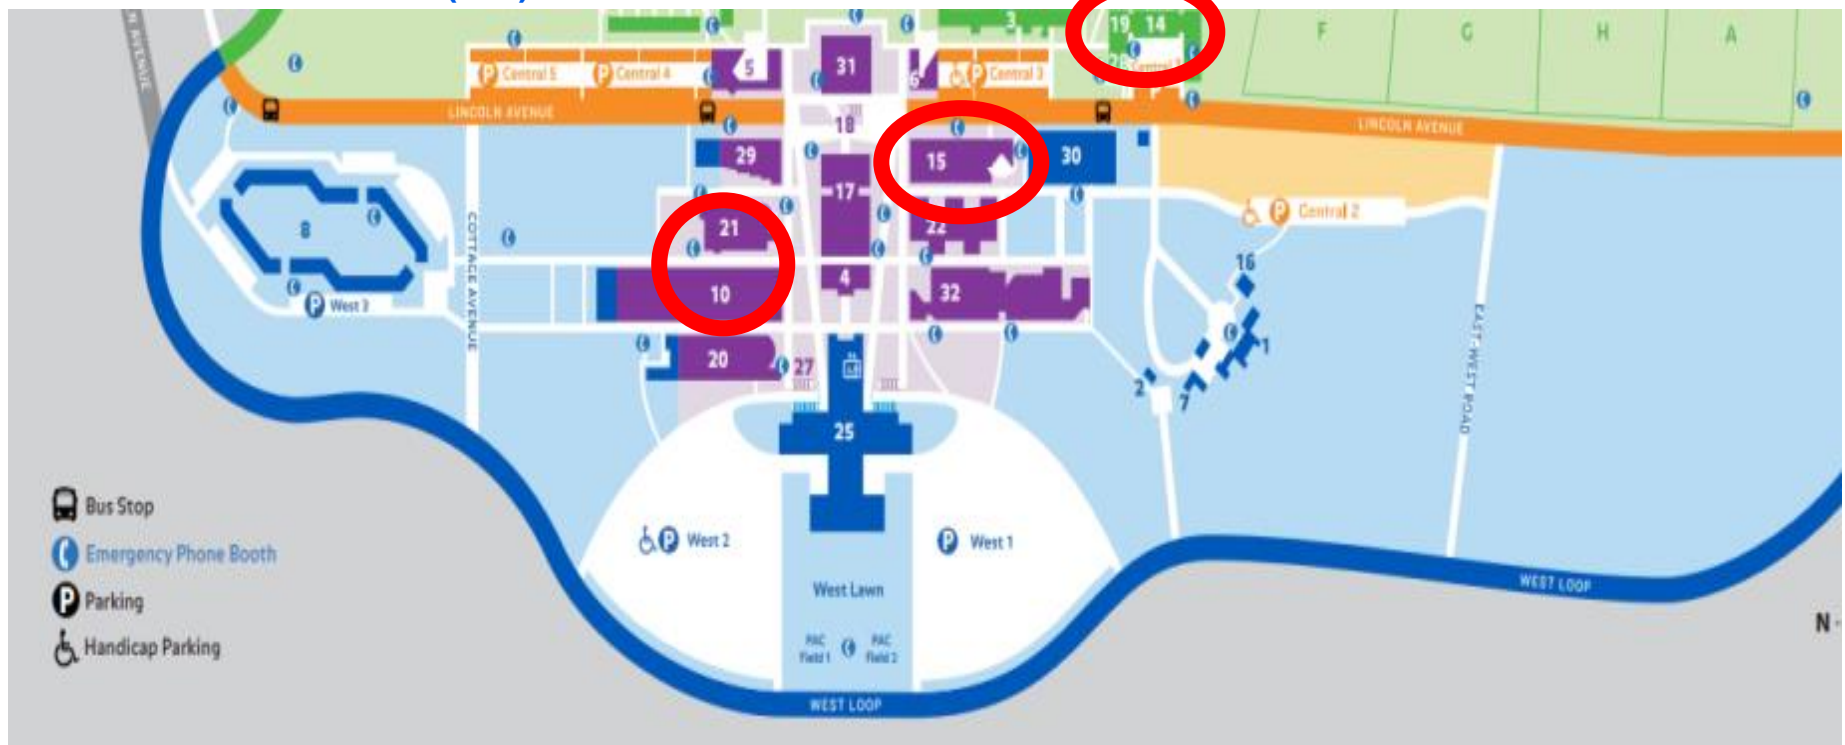 19 14
3
F G H A
5 31 6
Central 5 Central 4 Central 3
LINCOLN AVENUE
LINCOLN AVENUE
18
29 15 30
17
21 22
Central 2
8
COTTAGE AVENUE
16
10 4 32
West 3
EAST-WEST ROAD
20 27
1
2 7
25
Bus Stop
Emergency Phone Booth
Parking
Handicap Parking
West 2
West 1
West Lawn
PAC Field 1
PAC Field 2
WEST LOOP
WEST LOOP
N